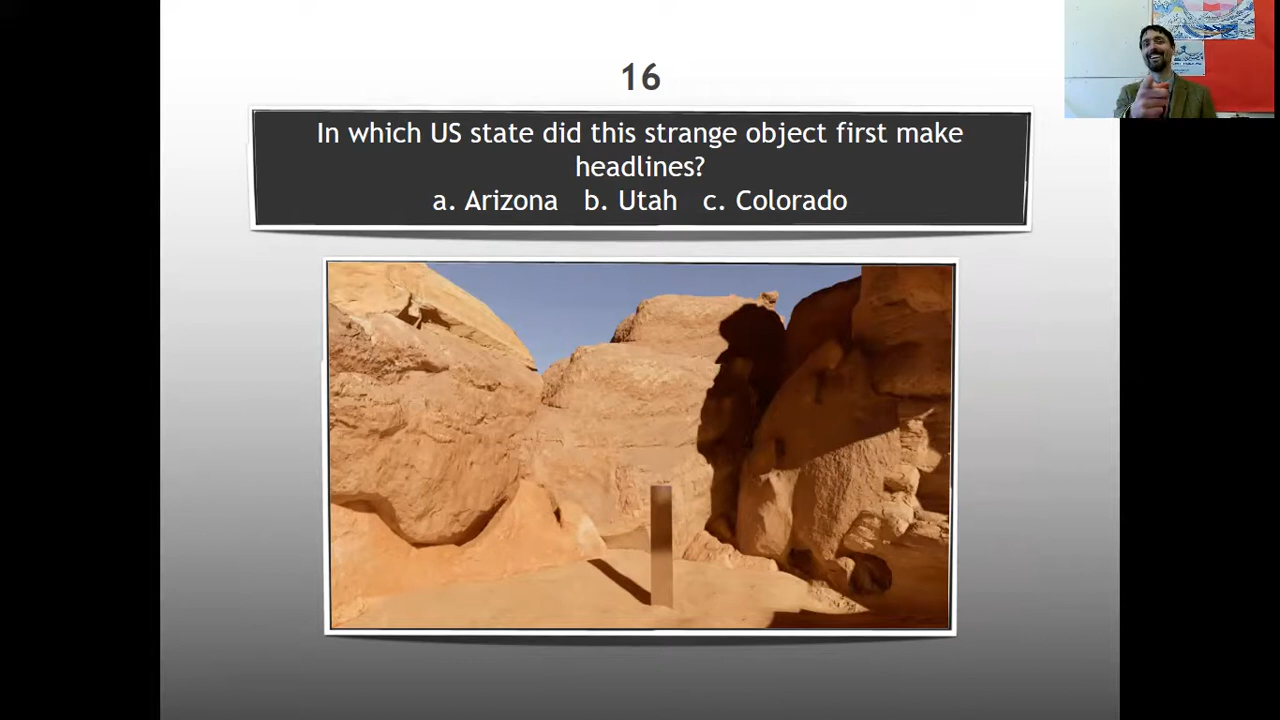 16
In which US state did this strange object first make
headlines?
a. Arizona b. Utah c. Colorado